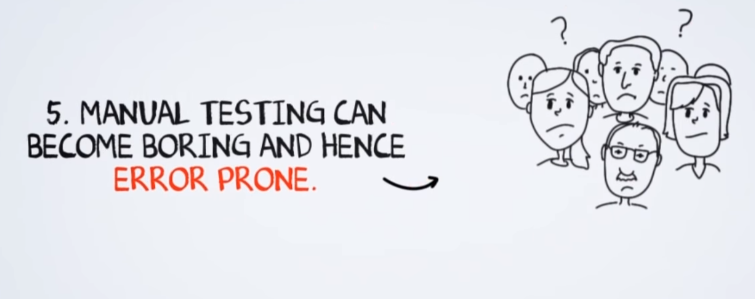 5. MANUAL TESTING CAN
BECOME BORING AND HENCE
ERROR PRONE.
? ?